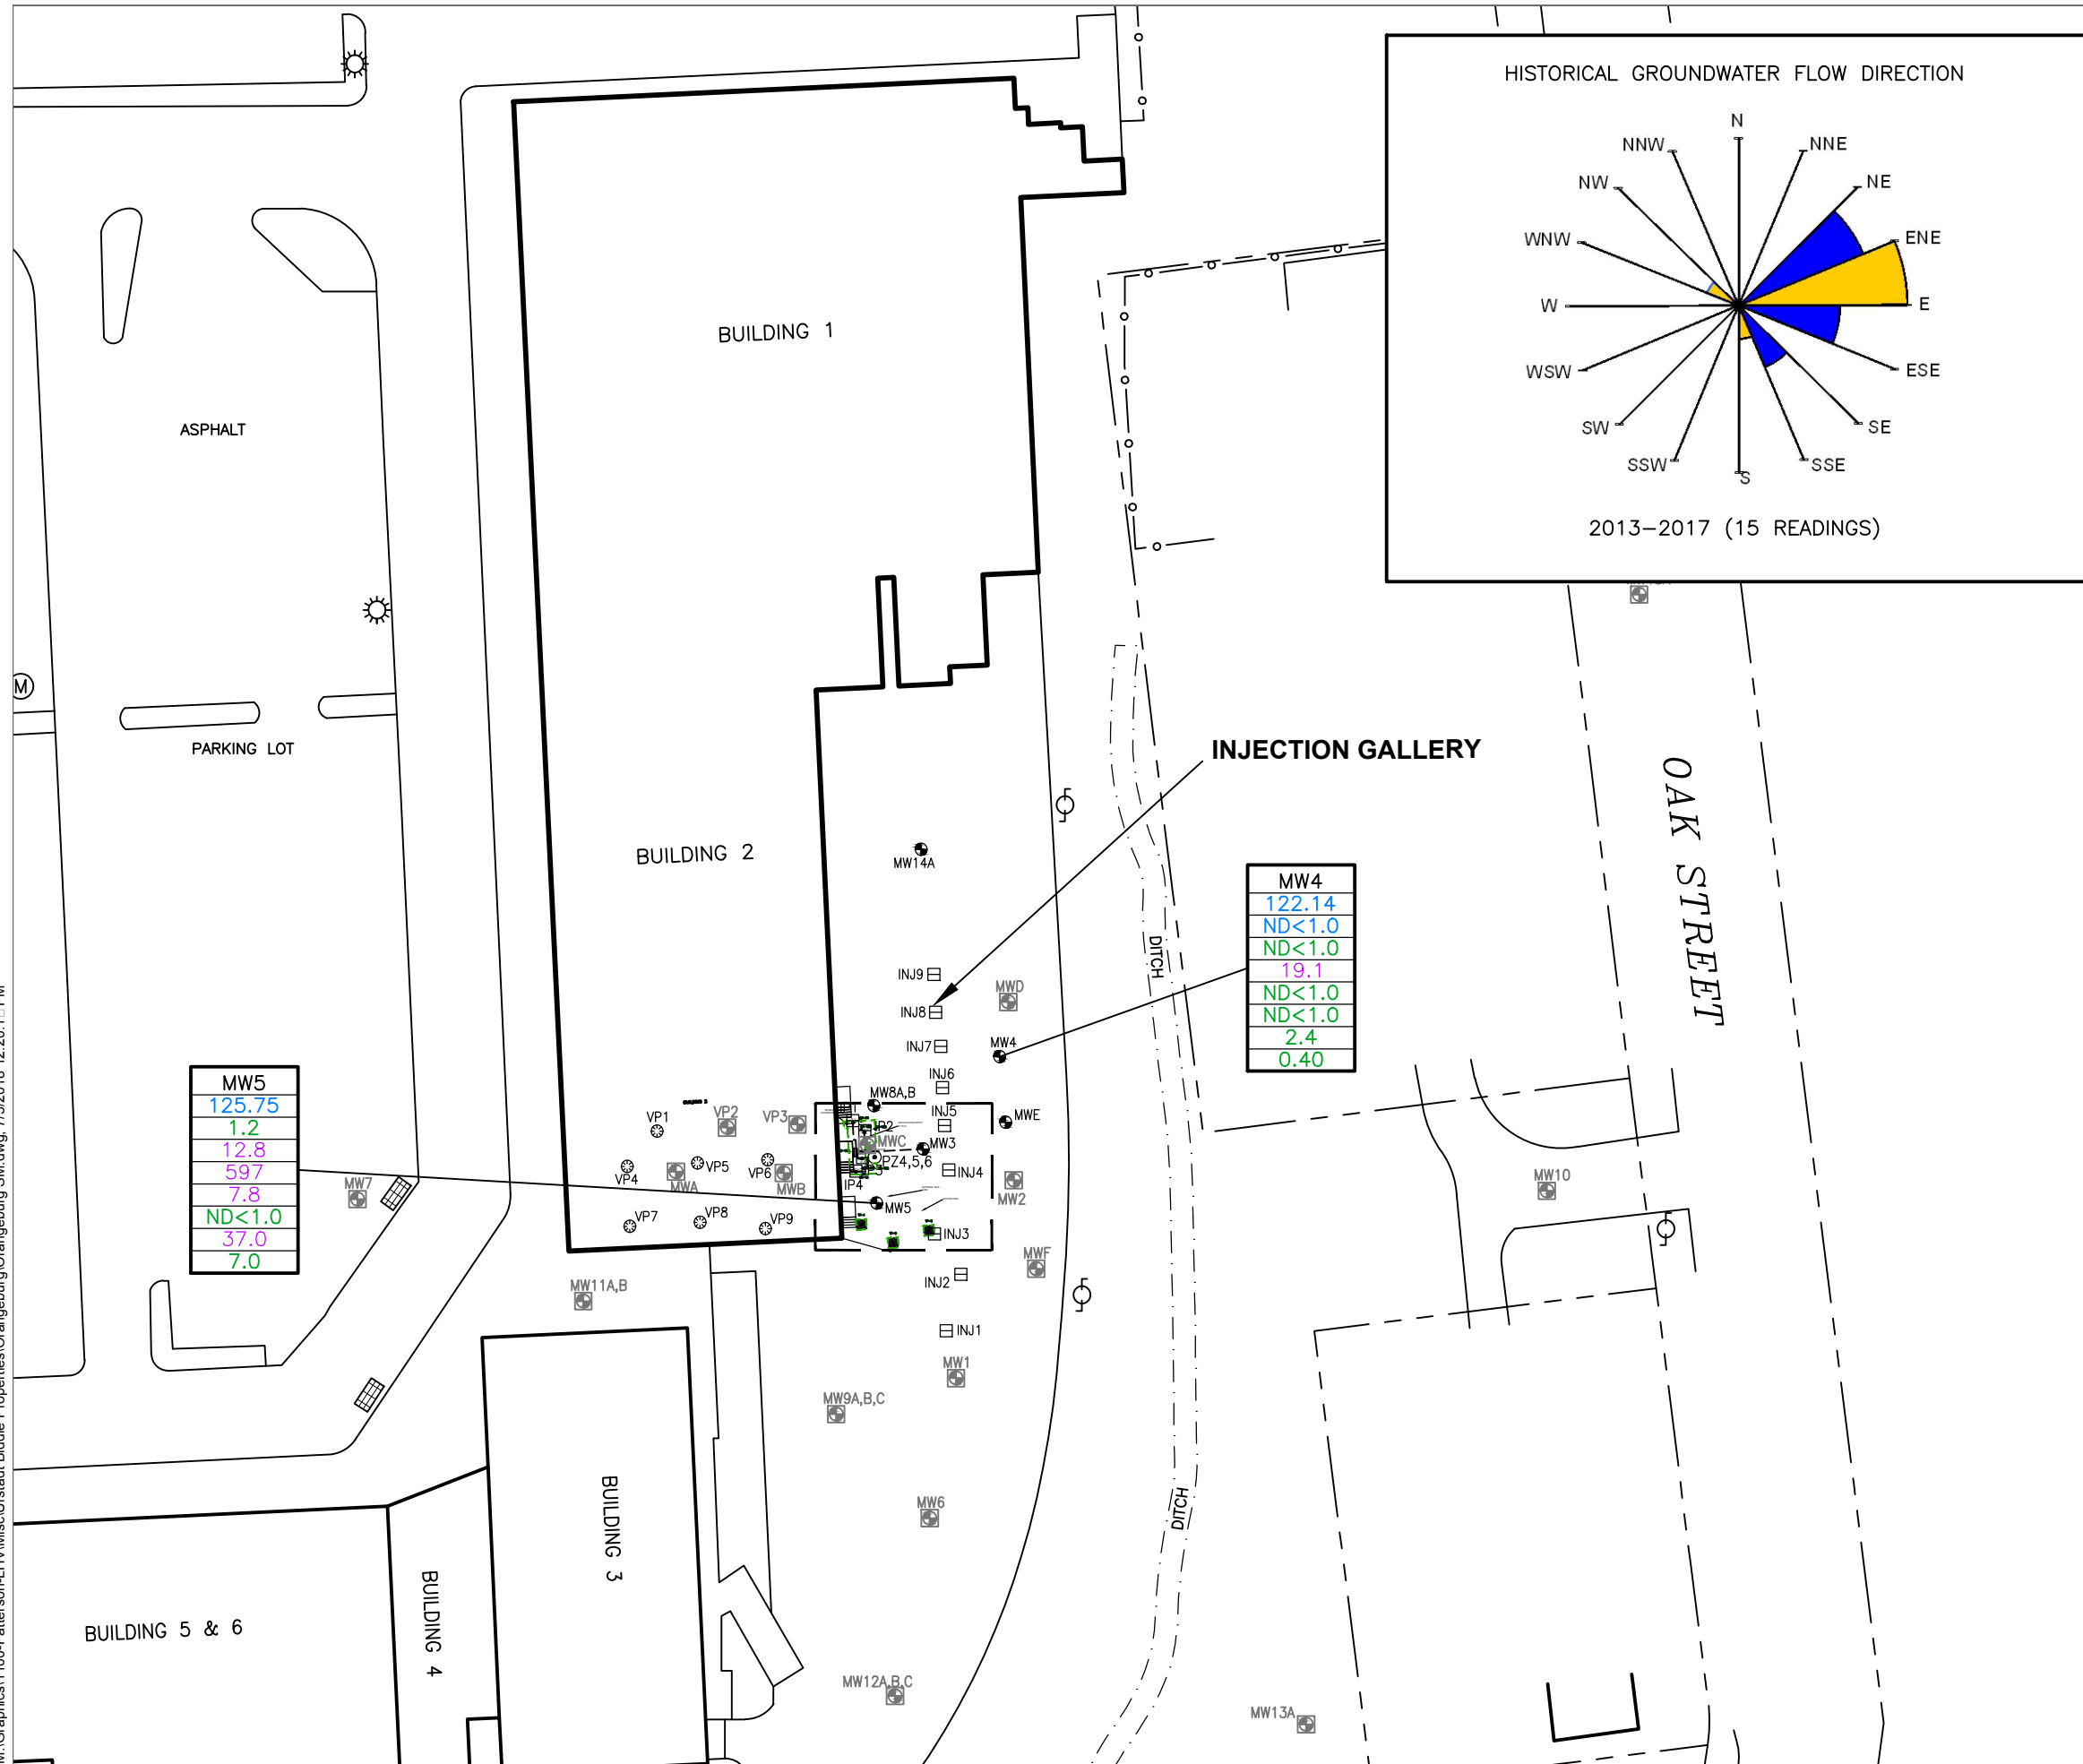 HISTORICAL GROUNDWATER FLOW DIRECTION
N
NNW
NNE
NW
NE
WNW
ENE
W
E
WSW
ESE
SW
SE
SSW
SSE
S
2013-2017 (15 READINGS)
BUILDING 1
ASPHALT
M
PARKING LOT
INJECTION GALLERY
OAK STREET
BUILDING 2
MW14A
MW4
122.14
ND<1.0
ND<1.0
19.1
ND<1.0
ND<1.0
2.4
0.40
DITCH
INJ9
MWD
INJ8
INJ7
MW4
INJ6
MW5
125.75
1.2
12.8
597
7.8
ND<1.0
37.0
7.0
MW8A,B
BUILDING 2
VP1
VP2
VP3
INJ5
MWE
IP2
MWC
MW3
PZ4,5,6
VP4
VP5
VP6
IP4
INJ4
MW7
MWA
MWB
MW2
MW10
MW5
VP7
VP8
VP9
INJ3
MWF
INJ2
MW11A,B
INJ1
MW1
MW9A,B,C
BUILDING 3
MW6
DITCH
BUILDING 4
BUILDING 5 & 6
MW12A,B,C
MW13A